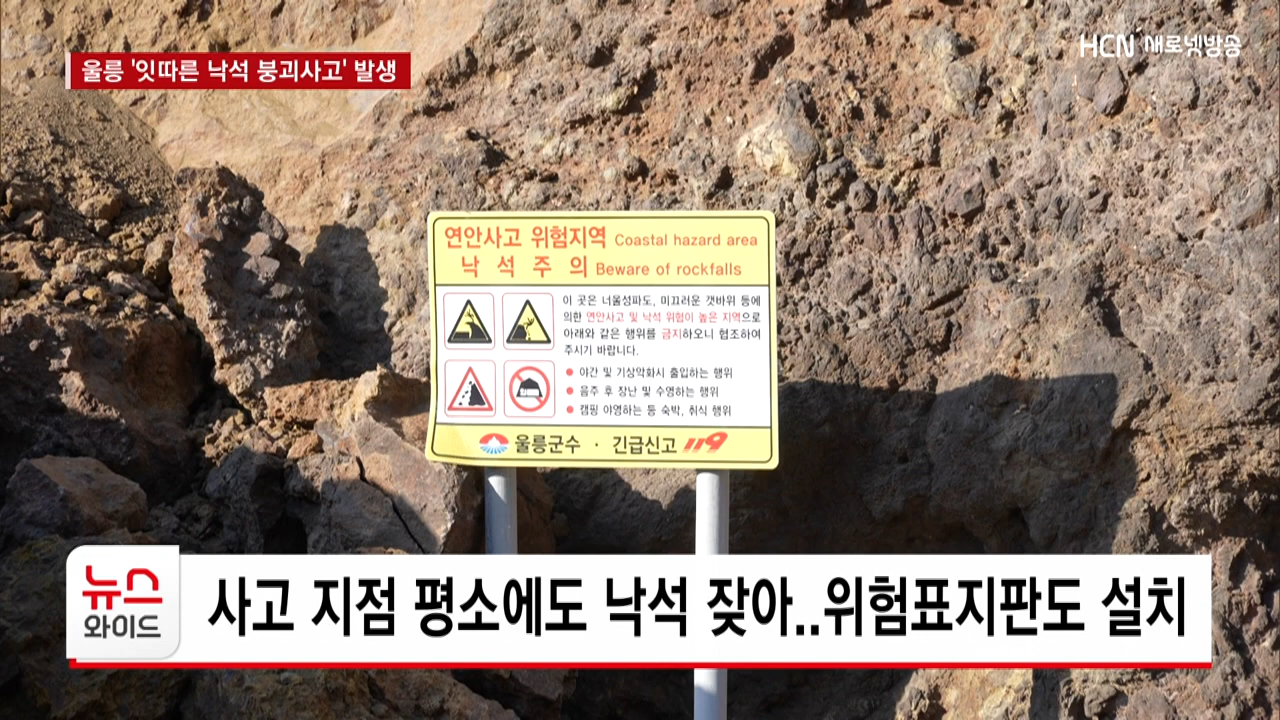 울릉 '잇따른 낙석 붕괴사고' 발생
HCN 새로넷방송
연안사고 위험지역 Coastal hazard area
낙 석 주 의 Beware of rockfalls
이 곳은 너울성파도, 미끄러운 갯바위 등에
의한 연안사고 및 낙석 위험이 높은 지역으로
아래와 같은 행위를 금지하오니 협조하여
주시기 바랍니다.
● 야간 및 기상악화시 출입하는 행위
● 음주 후 장난 및 수영하는 행위
● 캠핑 야영하는 등 숙박, 취식 행위
울릉군수 · 긴급신고 119
뉴스
와이드
사고 지점 평소에도 낙석 잦아..위험표지판도 설치